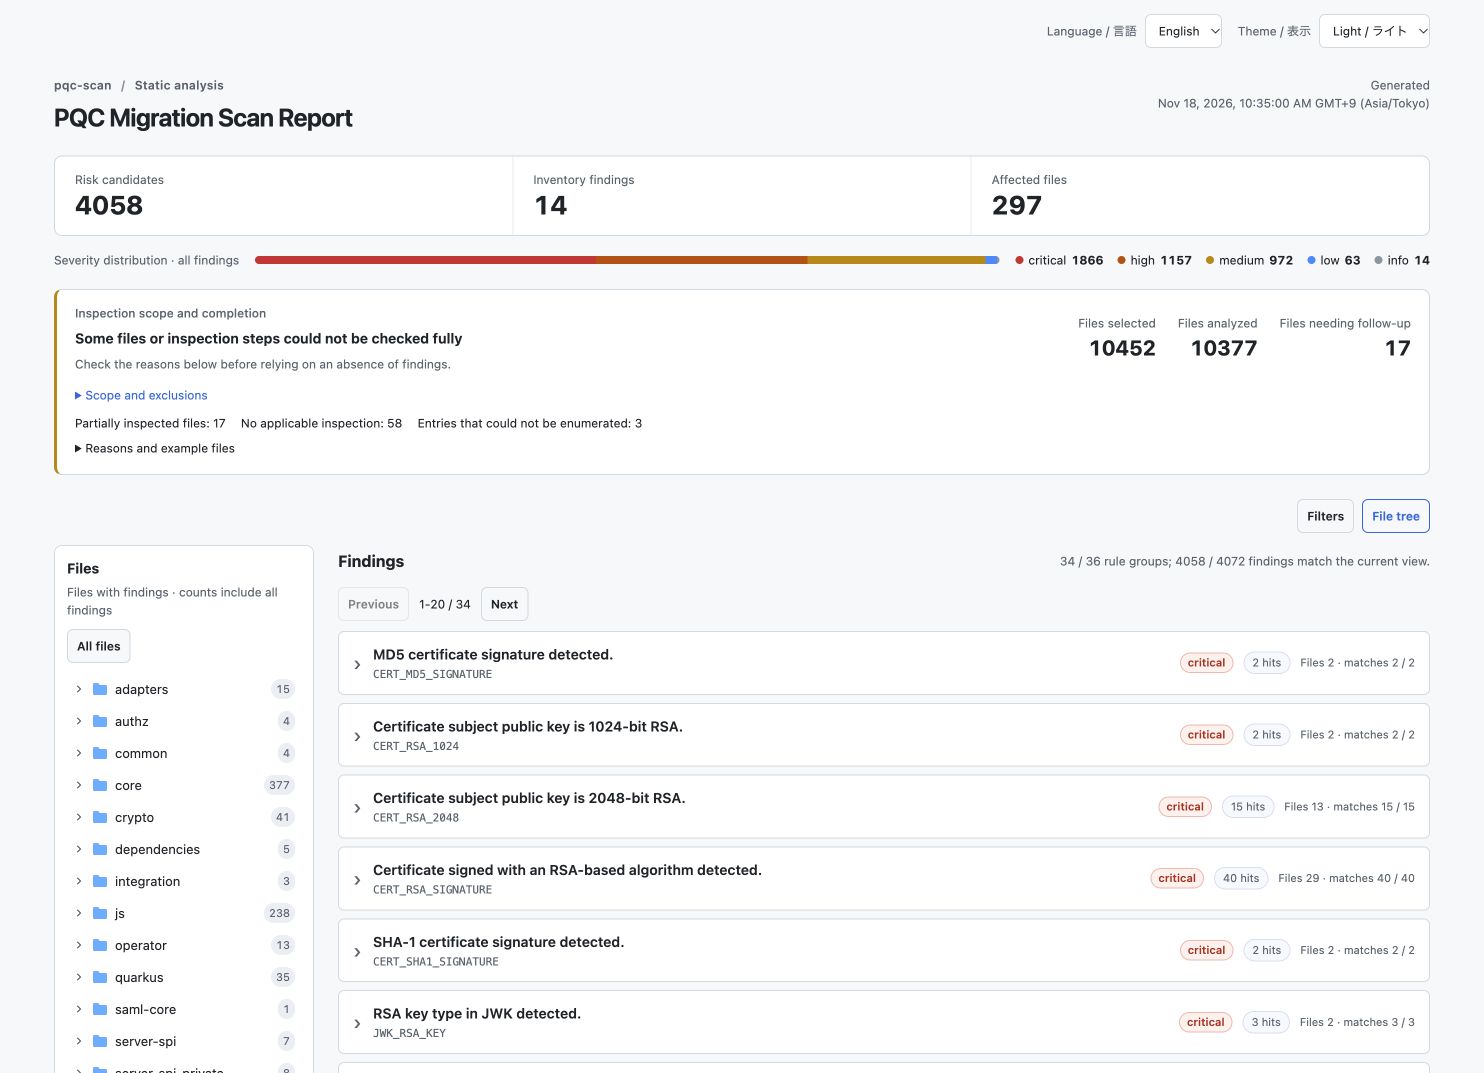 Language / 言語 English Theme / 表示 Light / ライト
pqc-scan / Static analysis
PQC Migration Scan Report
Generated
Nov 18, 2026, 10:35:00 AM GMT+9 (Asia/Tokyo)
Risk candidates
4058
Inventory findings
14
Affected files
297
Severity distribution · all findings critical 1866 high 1157 medium 972 low 63 info 14
Inspection scope and completion
Some files or inspection steps could not be checked fully
Check the reasons below before relying on an absence of findings.
Files selected
10452
Files analyzed
10377
Files needing follow-up
17
Scope and exclusions
Partially inspected files: 17 No applicable inspection: 58 Entries that could not be enumerated: 3
Reasons and example files
Filters File tree
Files
Files with findings · counts include all
findings
All files
adapters 15
authz 4
common 4
core 377
crypto 41
dependencies 5
integration 3
js 238
operator 13
quarkus 35
saml-core 1
server-spi 7
server-spi-private 8
Findings
34 / 36 rule groups; 4058 / 4072 findings match the current view.
Previous 1-20 / 34 Next
MD5 certificate signature detected.
CERT_MD5_SIGNATURE
critical 2 hits Files 2 · matches 2 / 2
Certificate subject public key is 1024-bit RSA.
CERT_RSA_1024
critical 2 hits Files 2 · matches 2 / 2
Certificate subject public key is 2048-bit RSA.
CERT_RSA_2048
critical 15 hits Files 13 · matches 15 / 15
Certificate signed with an RSA-based algorithm detected.
CERT_RSA_SIGNATURE
critical 40 hits Files 29 · matches 40 / 40
SHA-1 certificate signature detected.
CERT_SHA1_SIGNATURE
critical 2 hits Files 2 · matches 2 / 2
RSA key type in JWK detected.
JWK_RSA_KEY
critical 3 hits Files 2 · matches 3 / 3